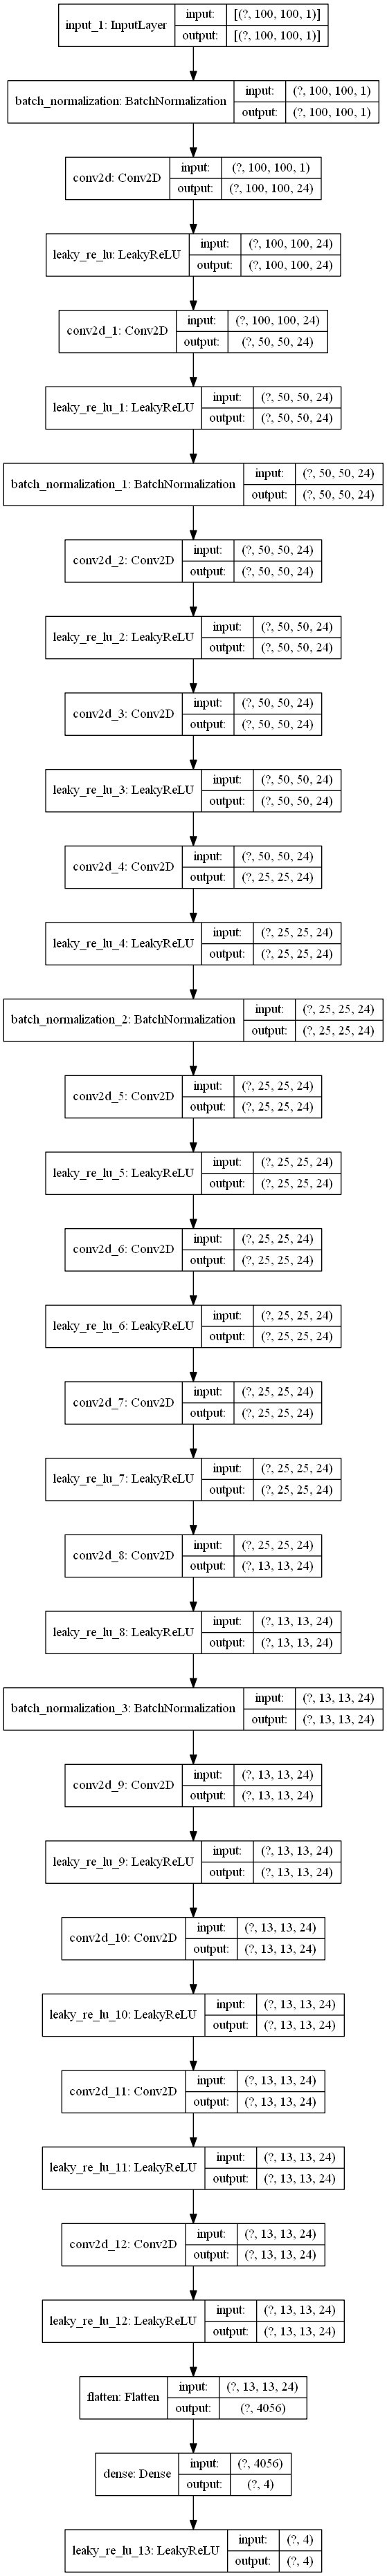 input_1: InputLayer
input: [(?, 100, 100, 1)]
output: [(?, 100, 100, 1)]
batch_normalization: BatchNormalization
input: (?, 100, 100, 1)
output: (?, 100, 100, 1)
conv2d: Conv2D
input: (?, 100, 100, 1)
output: (?, 100, 100, 24)
leaky_re_lu: LeakyReLU
input: (?, 100, 100, 24)
output: (?, 100, 100, 24)
conv2d_1: Conv2D
input: (?, 100, 100, 24)
output: (?, 50, 50, 24)
leaky_re_lu_1: LeakyReLU
input: (?, 50, 50, 24)
output: (?, 50, 50, 24)
batch_normalization_1: BatchNormalization
input: (?, 50, 50, 24)
output: (?, 50, 50, 24)
conv2d_2: Conv2D
input: (?, 50, 50, 24)
output: (?, 50, 50, 24)
leaky_re_lu_2: LeakyReLU
input: (?, 50, 50, 24)
output: (?, 50, 50, 24)
conv2d_3: Conv2D
input: (?, 50, 50, 24)
output: (?, 50, 50, 24)
leaky_re_lu_3: LeakyReLU
input: (?, 50, 50, 24)
output: (?, 50, 50, 24)
conv2d_4: Conv2D
input: (?, 50, 50, 24)
output: (?, 25, 25, 24)
leaky_re_lu_4: LeakyReLU
input: (?, 25, 25, 24)
output: (?, 25, 25, 24)
batch_normalization_2: BatchNormalization
input: (?, 25, 25, 24)
output: (?, 25, 25, 24)
conv2d_5: Conv2D
input: (?, 25, 25, 24)
output: (?, 25, 25, 24)
leaky_re_lu_5: LeakyReLU
input: (?, 25, 25, 24)
output: (?, 25, 25, 24)
conv2d_6: Conv2D
input: (?, 25, 25, 24)
output: (?, 25, 25, 24)
leaky_re_lu_6: LeakyReLU
input: (?, 25, 25, 24)
output: (?, 25, 25, 24)
conv2d_7: Conv2D
input: (?, 25, 25, 24)
output: (?, 25, 25, 24)
leaky_re_lu_7: LeakyReLU
input: (?, 25, 25, 24)
output: (?, 25, 25, 24)
conv2d_8: Conv2D
input: (?, 25, 25, 24)
output: (?, 13, 13, 24)
leaky_re_lu_8: LeakyReLU
input: (?, 13, 13, 24)
output: (?, 13, 13, 24)
batch_normalization_3: BatchNormalization
input: (?, 13, 13, 24)
output: (?, 13, 13, 24)
conv2d_9: Conv2D
input: (?, 13, 13, 24)
output: (?, 13, 13, 24)
leaky_re_lu_9: LeakyReLU
input: (?, 13, 13, 24)
output: (?, 13, 13, 24)
conv2d_10: Conv2D
input: (?, 13, 13, 24)
output: (?, 13, 13, 24)
leaky_re_lu_10: LeakyReLU
input: (?, 13, 13, 24)
output: (?, 13, 13, 24)
conv2d_11: Conv2D
input: (?, 13, 13, 24)
output: (?, 13, 13, 24)
leaky_re_lu_11: LeakyReLU
input: (?, 13, 13, 24)
output: (?, 13, 13, 24)
conv2d_12: Conv2D
input: (?, 13, 13, 24)
output: (?, 13, 13, 24)
leaky_re_lu_12: LeakyReLU
input: (?, 13, 13, 24)
output: (?, 13, 13, 24)
flatten: Flatten
input: (?, 13, 13, 24)
output: (?, 4056)
dense: Dense
input: (?, 4056)
output: (?, 4)
leaky_re_lu_13: LeakyReLU
input: (?, 4)
output: (?, 4)